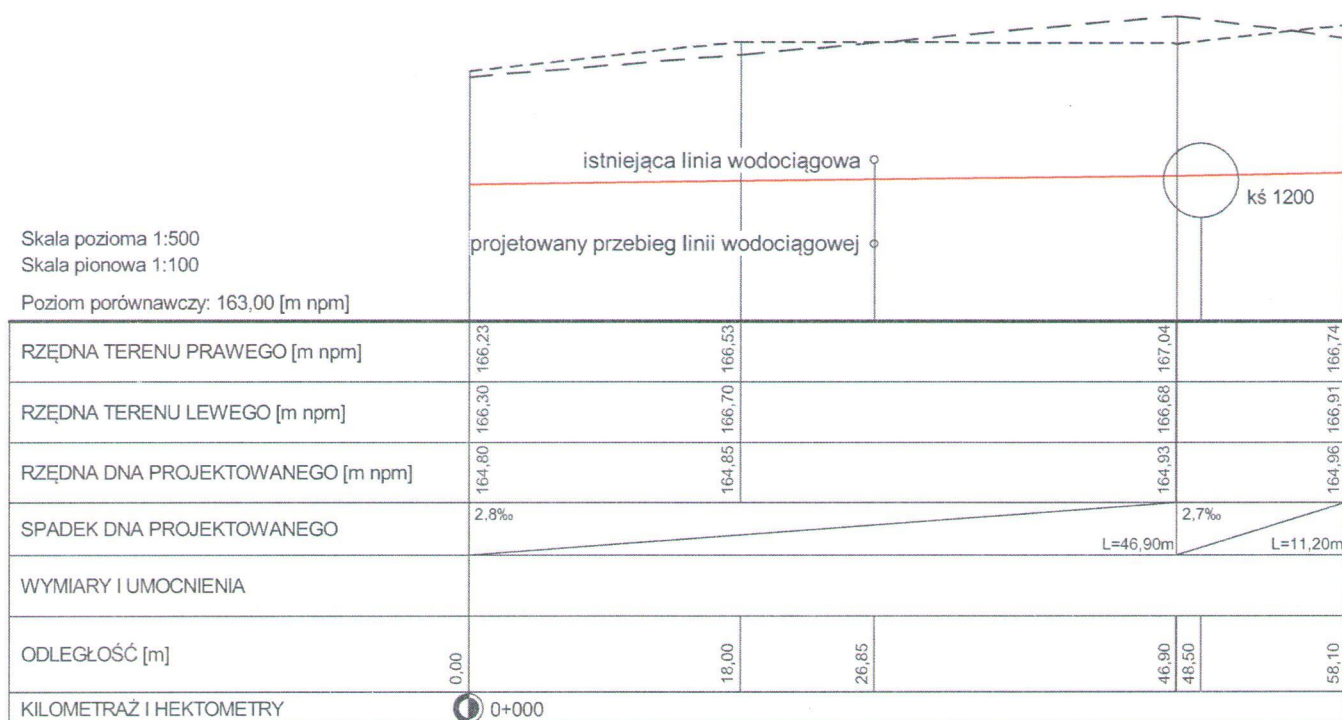 istniejąca linia wodociągowa
kś 1200
projetowany przebieg linii wodociągowej
Skala pozioma 1:500
Skala pionowa 1:100
Poziom porównawczy: 163,00 [m npm]
RZĘDNA TERENU PRAWEGO [m npm] 166,23 166,53 167,04 166,74
RZĘDNA TERENU LEWEGO [m npm] 166,30 166,70 166,68 166,91
RZĘDNA DNA PROJEKTOWANEGO [m npm] 164,80 164,85 164,93 164,96
SPADEK DNA PROJEKTOWANEGO 2,8‰ L=46,90m 2,7‰ L=11,20m
WYMIARY I UMOCNIENIA
ODLEGŁOŚĆ [m] 0,00 18,00 26,85 46,90 48,50 58,10
KILOMETRAŻ I HEKTOMETRY 0+000